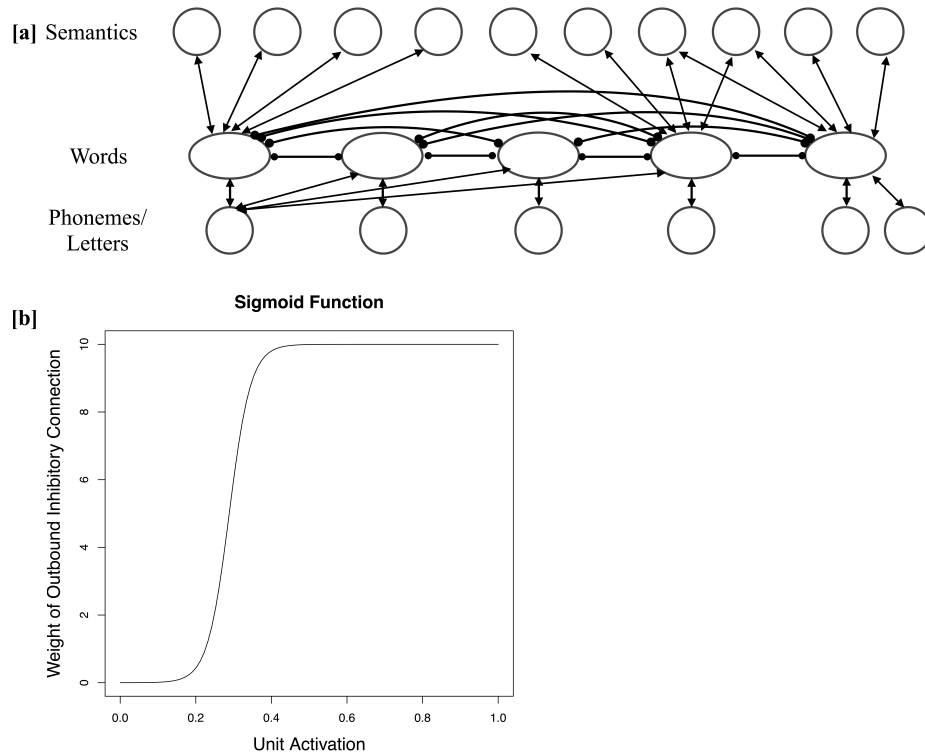 [a] Semantics
Words
Phonemes/
Letters
[b]
Sigmoid Function
Weight of Outbound Inhibitory Connection
10
8
6
4
2
0
0.0 0.2 0.4 0.6 0.8 1.0
Unit Activation